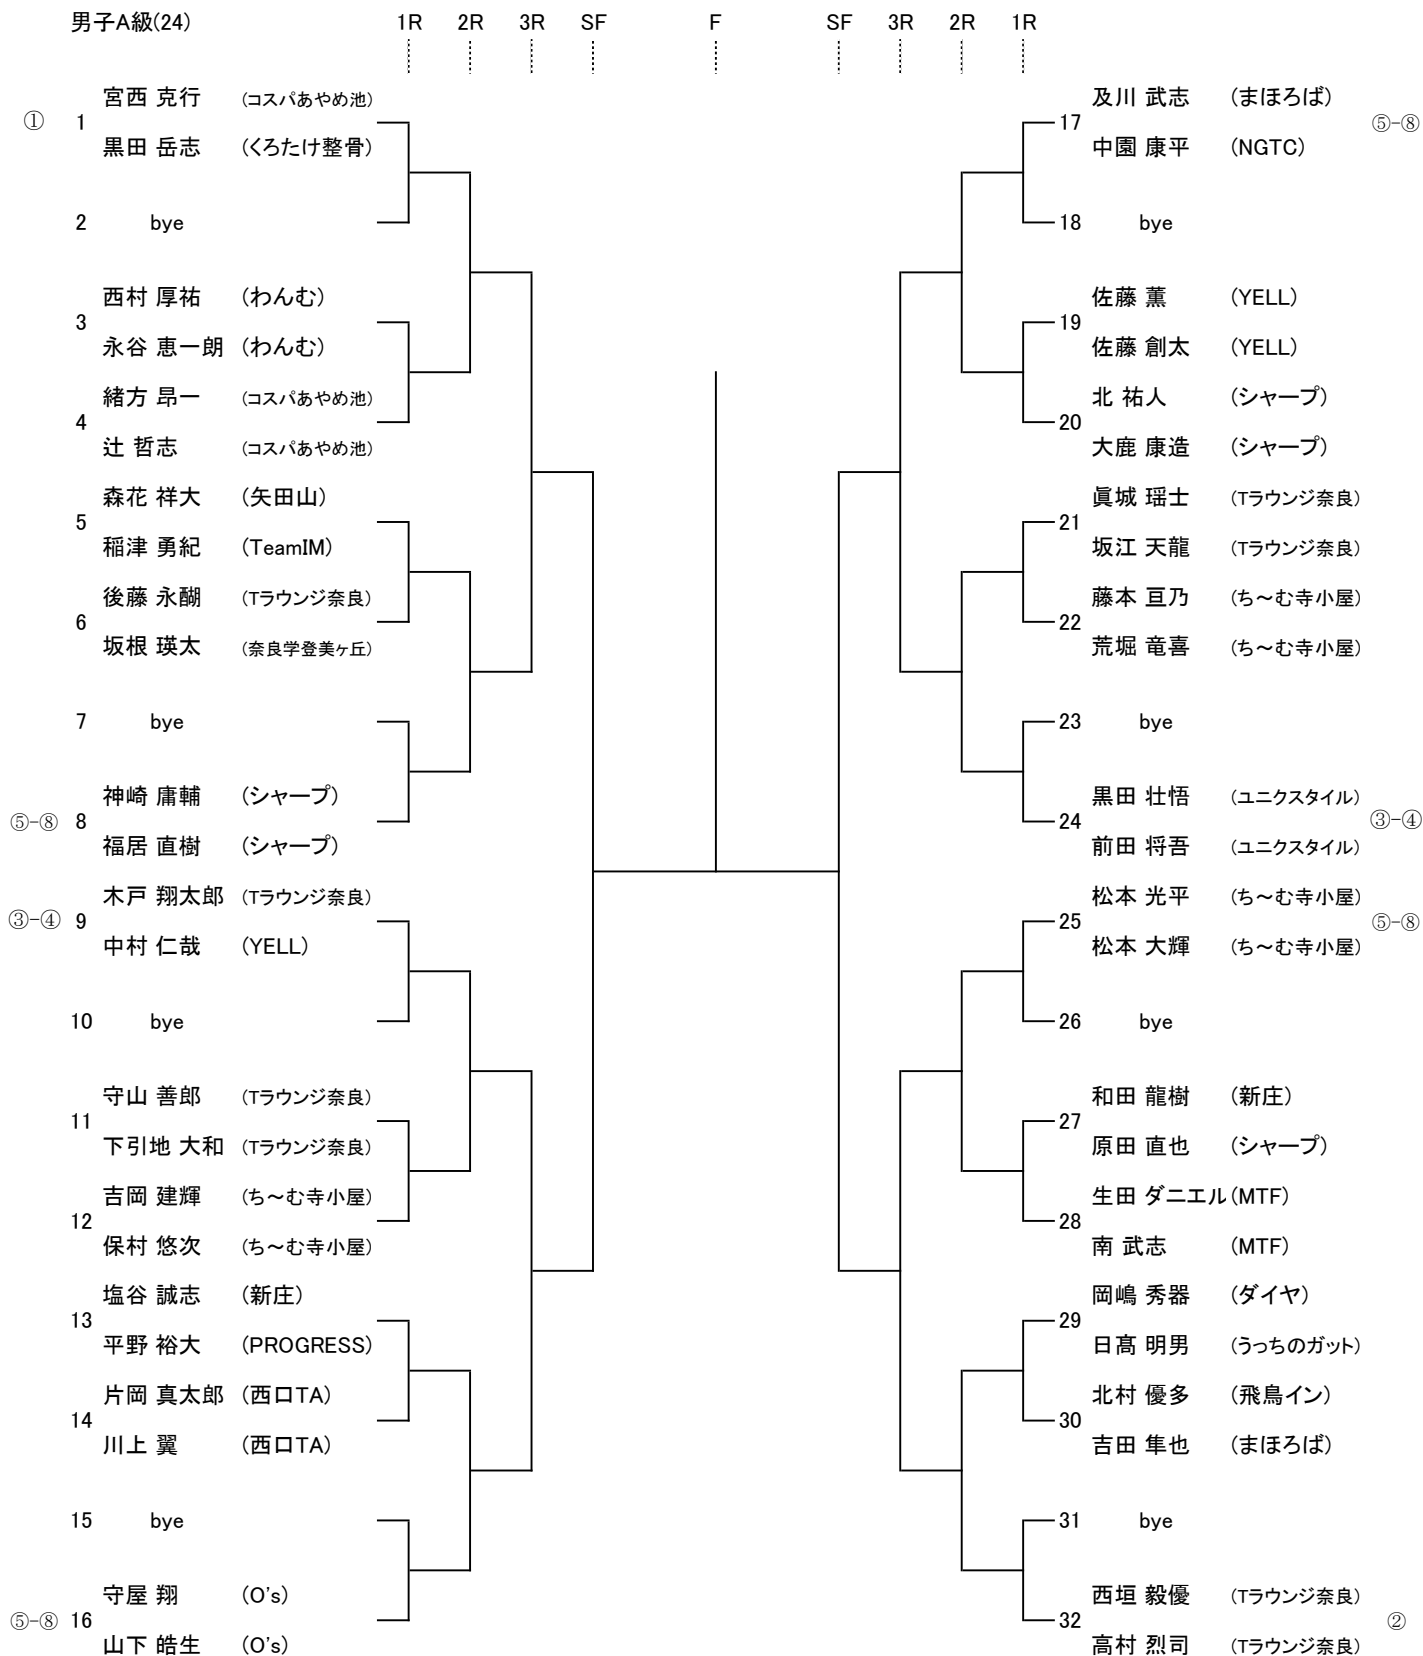 男子A級(24) 1R 2R 3R SF F SF 3R 2R 1R
宮西 克行 (コスパあやめ池)
① 1
黒田 岳志 (くろたけ整骨)
2 bye
西村 厚祐 (わんむ)
3
永谷 恵一朗 (わんむ)
緒方 昂一 (コスパあやめ池)
4
辻 哲志 (コスパあやめ池)
森花 祥大 (矢田山)
5
稲津 勇紀 (TeamIM)
後藤 永醐 (Tラウンジ奈良)
6
坂根 瑛太 (奈良学登美ヶ丘)
7 bye
神崎 庸輔 (シャープ)
⑤-⑧ 8
福居 直樹 (シャープ)
木戸 翔太郎 (Tラウンジ奈良)
③-④ 9
中村 仁哉 (YELL)
10 bye
守山 善郎 (Tラウンジ奈良)
11
下引地 大和 (Tラウンジ奈良)
吉岡 建輝 (ち～む寺小屋)
12
保村 悠次 (ち～む寺小屋)
塩谷 誠志 (新庄)
13
平野 裕大 (PROGRESS)
片岡 真太郎 (西口TA)
14
川上 翼 (西口TA)
15 bye
守屋 翔 (O's)
⑤-⑧ 16
山下 皓生 (O's)
及川 武志 (まほろば)
17 ⑤-⑧
中園 康平 (NGTC)
18 bye
佐藤 薫 (YELL)
19
佐藤 創太 (YELL)
北 祐人 (シャープ)
20
大鹿 康造 (シャープ)
眞城 瑶士 (Tラウンジ奈良)
21
坂江 天龍 (Tラウンジ奈良)
藤本 亘乃 (ち～む寺小屋)
22
荒堀 竜喜 (ち～む寺小屋)
23 bye
黒田 壮悟 (ユニクスタイル)
24 ③-④
前田 将吾 (ユニクスタイル)
松本 光平 (ち～む寺小屋)
25 ⑤-⑧
松本 大輝 (ち～む寺小屋)
26 bye
和田 龍樹 (新庄)
27
原田 直也 (シャープ)
生田 ダニエル (MTF)
28
南 武志 (MTF)
岡嶋 秀器 (ダイヤ)
29
日髙 明男 (うっちのガット)
北村 優多 (飛鳥イン)
30
吉田 隼也 (まほろば)
31 bye
西垣 毅優 (Tラウンジ奈良)
32 ②
高村 烈司 (Tラウンジ奈良)